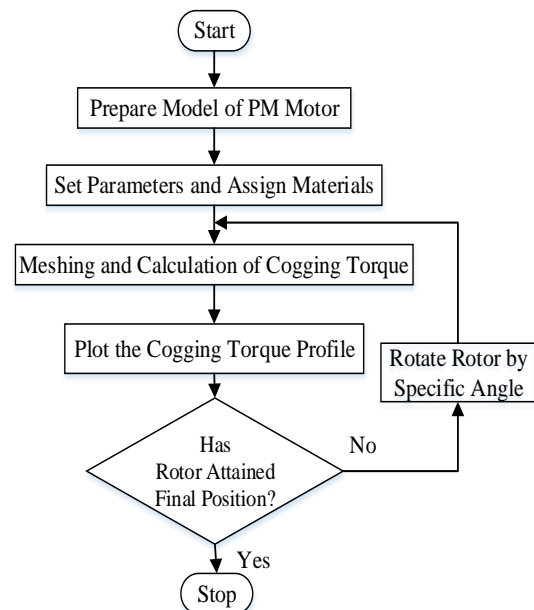 Start
Prepare Model of PM Motor
Set Parameters and Assign Materials
Meshing and Calculation of Cogging Torque
Plot the Cogging Torque Profile
Has
Rotor Attained
Final Position?
No
Rotate Rotor by
Specific Angle
Yes
Stop